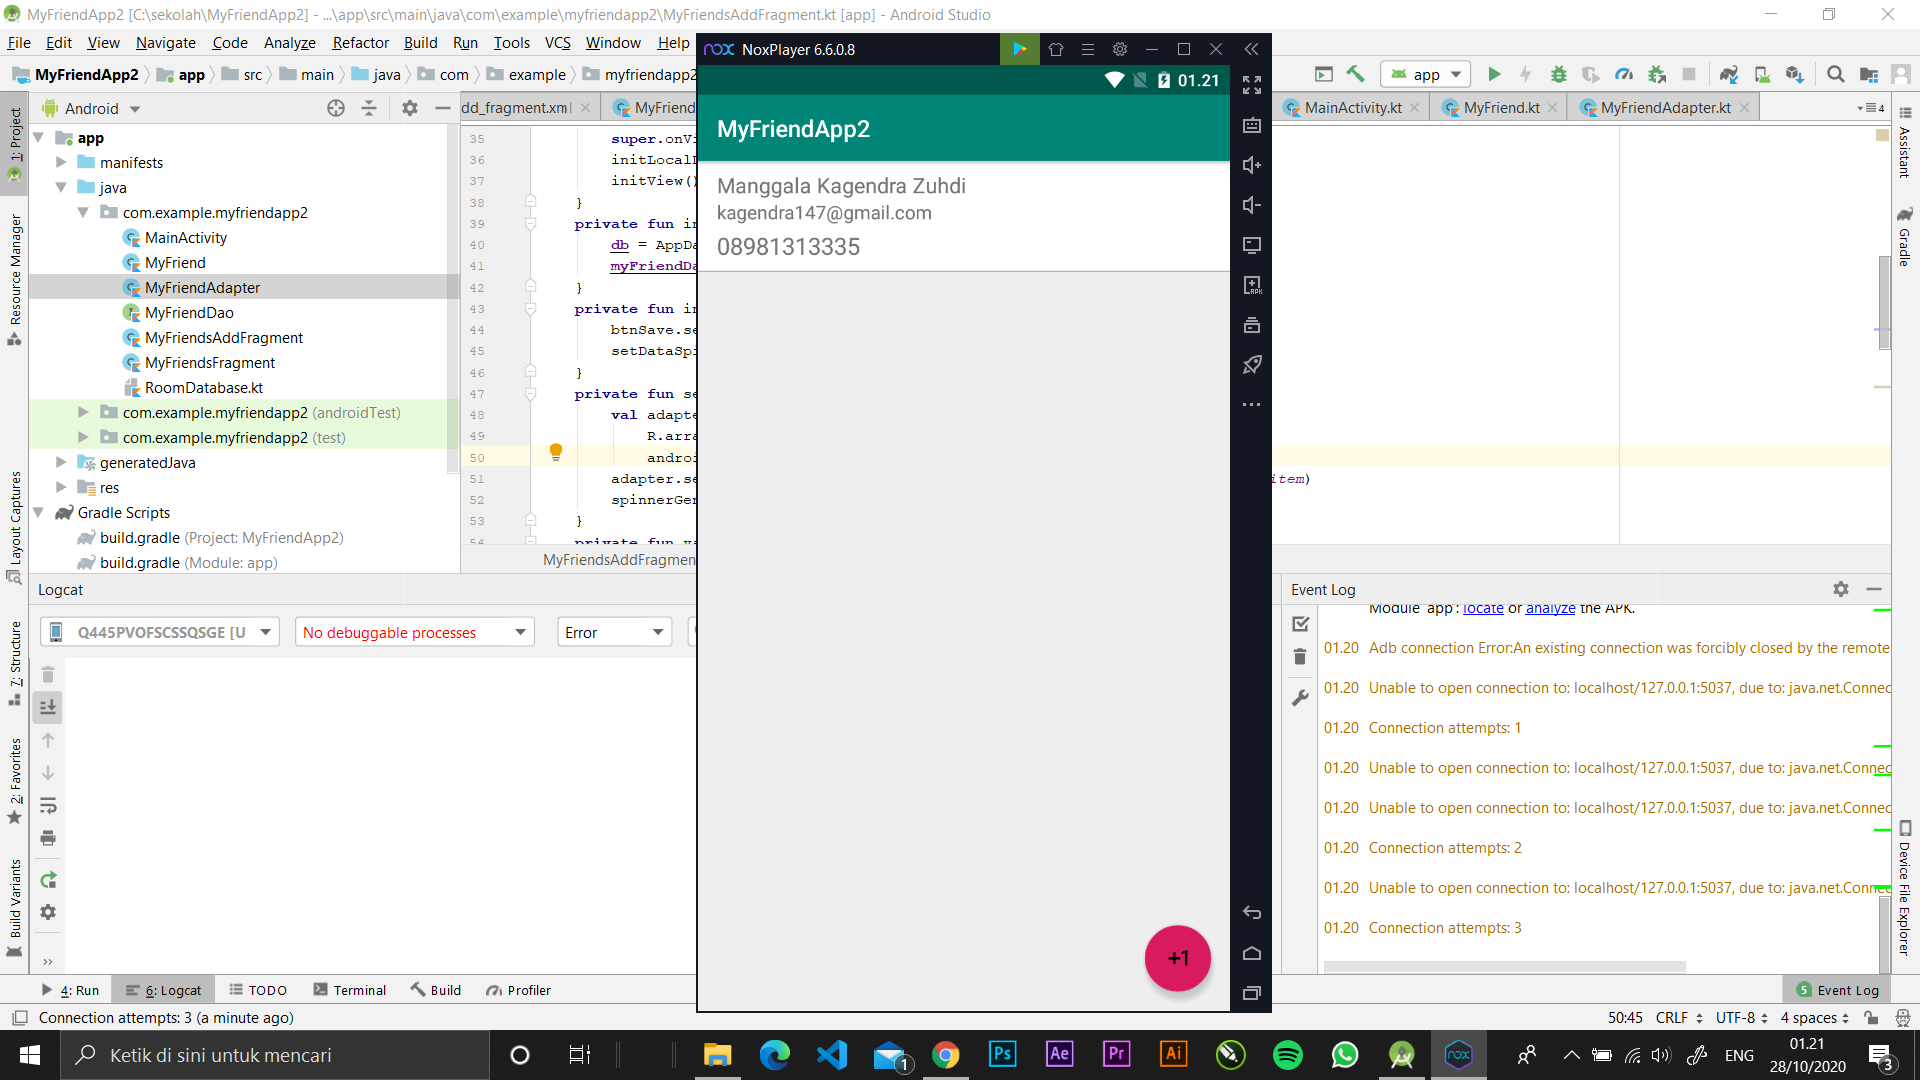 MyFriendApp2 [C:\sekolah\MyFriendApp2] - ...\app\src\main\java\com\example\myfriendapp2\MyFriendsAddFragment.kt [app] - Android Studio
File Edit View Navigate Code Analyze Refactor Build Run Tools VCS Window Help
MyFriendApp2 app src main java com example myfriendapp2
app
Android
dd_fragment.xml
MyFriend
MainActivity.kt
MyFriend.kt
MyFriendAdapter.kt
4
1: Project
Resource Manager
Layout Captures
7: Structure
2: Favorites
Build Variants
app
manifests
java
com.example.myfriendapp2
MainActivity
MyFriend
MyFriendAdapter
MyFriendDao
MyFriendsAddFragment
MyFriendsFragment
RoomDatabase.kt
com.example.myfriendapp2 (androidTest)
com.example.myfriendapp2 (test)
generatedJava
res
Gradle Scripts
build.gradle (Project: MyFriendApp2)
build.gradle (Module: app)
35 super.onVi
36 initLocalD
37 initView()
38 }
39 private fun in
40 db = AppDa
41 myFriendDa
42 }
43 private fun in
44 btnSave.se
45 setDataSpi
46 }
47 private fun se
48 val adapte
49 R.arra
50 androi
51 adapter.se
item)
52 spinnerGen
53 }
54 private fun v
MyFriendsAddFragment
NoxPlayer 6.6.0.8
01.21
MyFriendApp2
Manggala Kagendra Zuhdi
kagendra147@gmail.com
08981313335
+1
APK
Assistant
Gradle
Device File Explorer
Logcat
Q445PVOFSCSSQSGE [U
No debuggable processes
Error
Event Log
Module 'app': locate or analyze the APK.
01.20 Adb connection Error:An existing connection was forcibly closed by the remote
01.20 Unable to open connection to: localhost/127.0.0.1:5037, due to: java.net.Connec
01.20 Connection attempts: 1
01.20 Unable to open connection to: localhost/127.0.0.1:5037, due to: java.net.Connec
01.20 Unable to open connection to: localhost/127.0.0.1:5037, due to: java.net.Connec
01.20 Connection attempts: 2
01.20 Unable to open connection to: localhost/127.0.0.1:5037, due to: java.net.Connec
01.20 Connection attempts: 3
4: Run 6: Logcat TODO Terminal Build Profiler
5 Event Log
Connection attempts: 3 (a minute ago)
50:45 CRLF UTF-8 4 spaces
Ketik di sini untuk mencari
1
Ps Ae Pr Ai
nox
ENG
01.21
28/10/2020
3